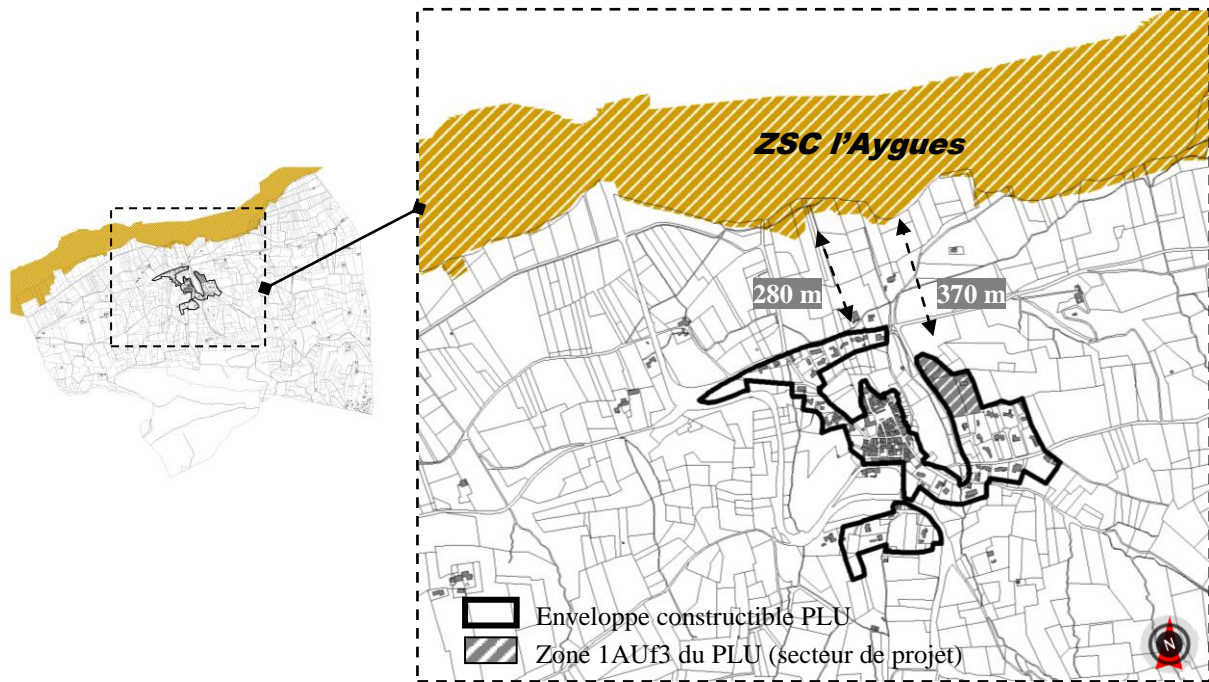 ZSC l'Aygues
280 m
370 m
Enveloppe constructible PLU
Zone 1AUf3 du PLU (secteur de projet)
N